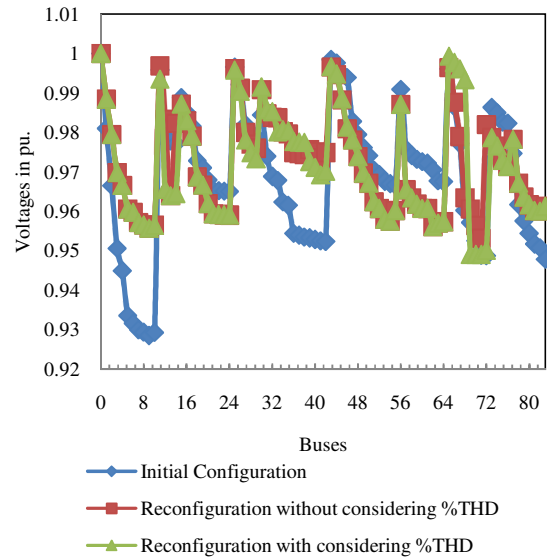 1.01
1
0.99
0.98
0.97
0.96
0.95
0.94
0.93
0.92
Voltages in pu.
0 8 16 24 32 40 48 56 64 72 80
Buses
Initial Configuration
Reconfiguration without considering %THD
Reconfiguration with considering %THD